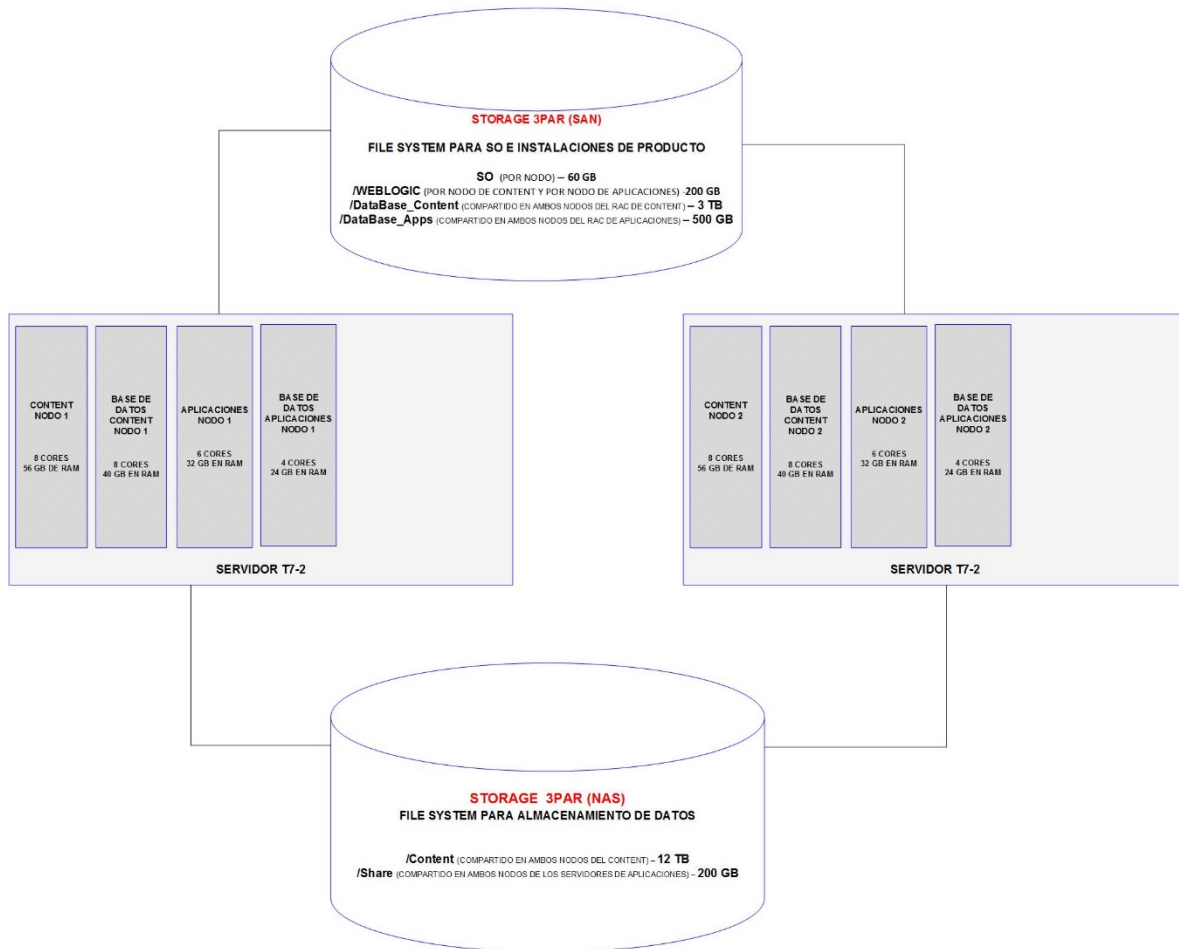 STORAGE 3PAR (SAN)
FILE SYSTEM PARA SO E INSTALACIONES DE PRODUCTO
SO (POR NODO) – 60 GB
/WEBLOGIC (POR NODO DE CONTENT Y POR NODO DE APLICACIONES) -200 GB
/DataBase_Content (COMPARTIDO EN AMBOS NODOS DEL RAC DE CONTENT) – 3 TB
/DataBase_Apps (COMPARTIDO EN AMBOS NODOS DEL RAC DE APLICACIONES) – 500 GB
CONTENT
NODO 1
8 CORES
56 GB DE RAM
BASE DE
DATOS
CONTENT
NODO 1
8 CORES
40 GB EN RAM
APLICACIONES
NODO 1
6 CORES
32 GB EN RAM
BASE DE
DATOS
APLICACIONES
NODO 1
4 CORES
24 GB EN RAM
SERVIDOR T7-2
CONTENT
NODO 2
8 CORES
56 GB DE RAM
BASE DE
DATOS
CONTENT
NODO 2
8 CORES
40 GB EN RAM
APLICACIONES
NODO 2
6 CORES
32 GB EN RAM
BASE DE
DATOS
APLICACIONES
NODO 2
4 CORES
24 GB EN RAM
SERVIDOR T7-2
STORAGE 3PAR (NAS)
FILE SYSTEM PARA ALMACENAMIENTO DE DATOS
/Content (COMPARTIDO EN AMBOS NODOS DEL CONTENT) – 12 TB
/Share (COMPARTIDO EN AMBOS NODOS DE LOS SERVIDORES DE APLICACIONES) – 200 GB